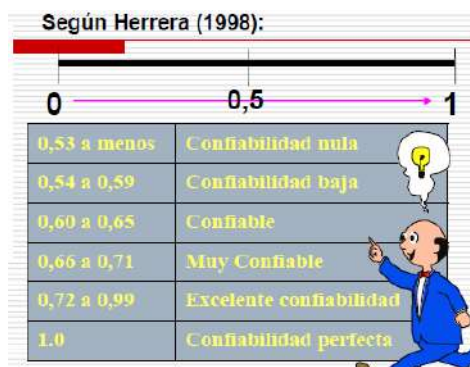 Según Herrera (1998):
0 0,5 1
0,53 a menos Confiabilidad nula
0,54 a 0,59 Confiabilidad baja
0,60 a 0,65 Confiable
0,66 a 0,71 Muy Confiable
0,72 a 0,99 Excelente confiabilidad
1.0 Confiabilidad perfecta